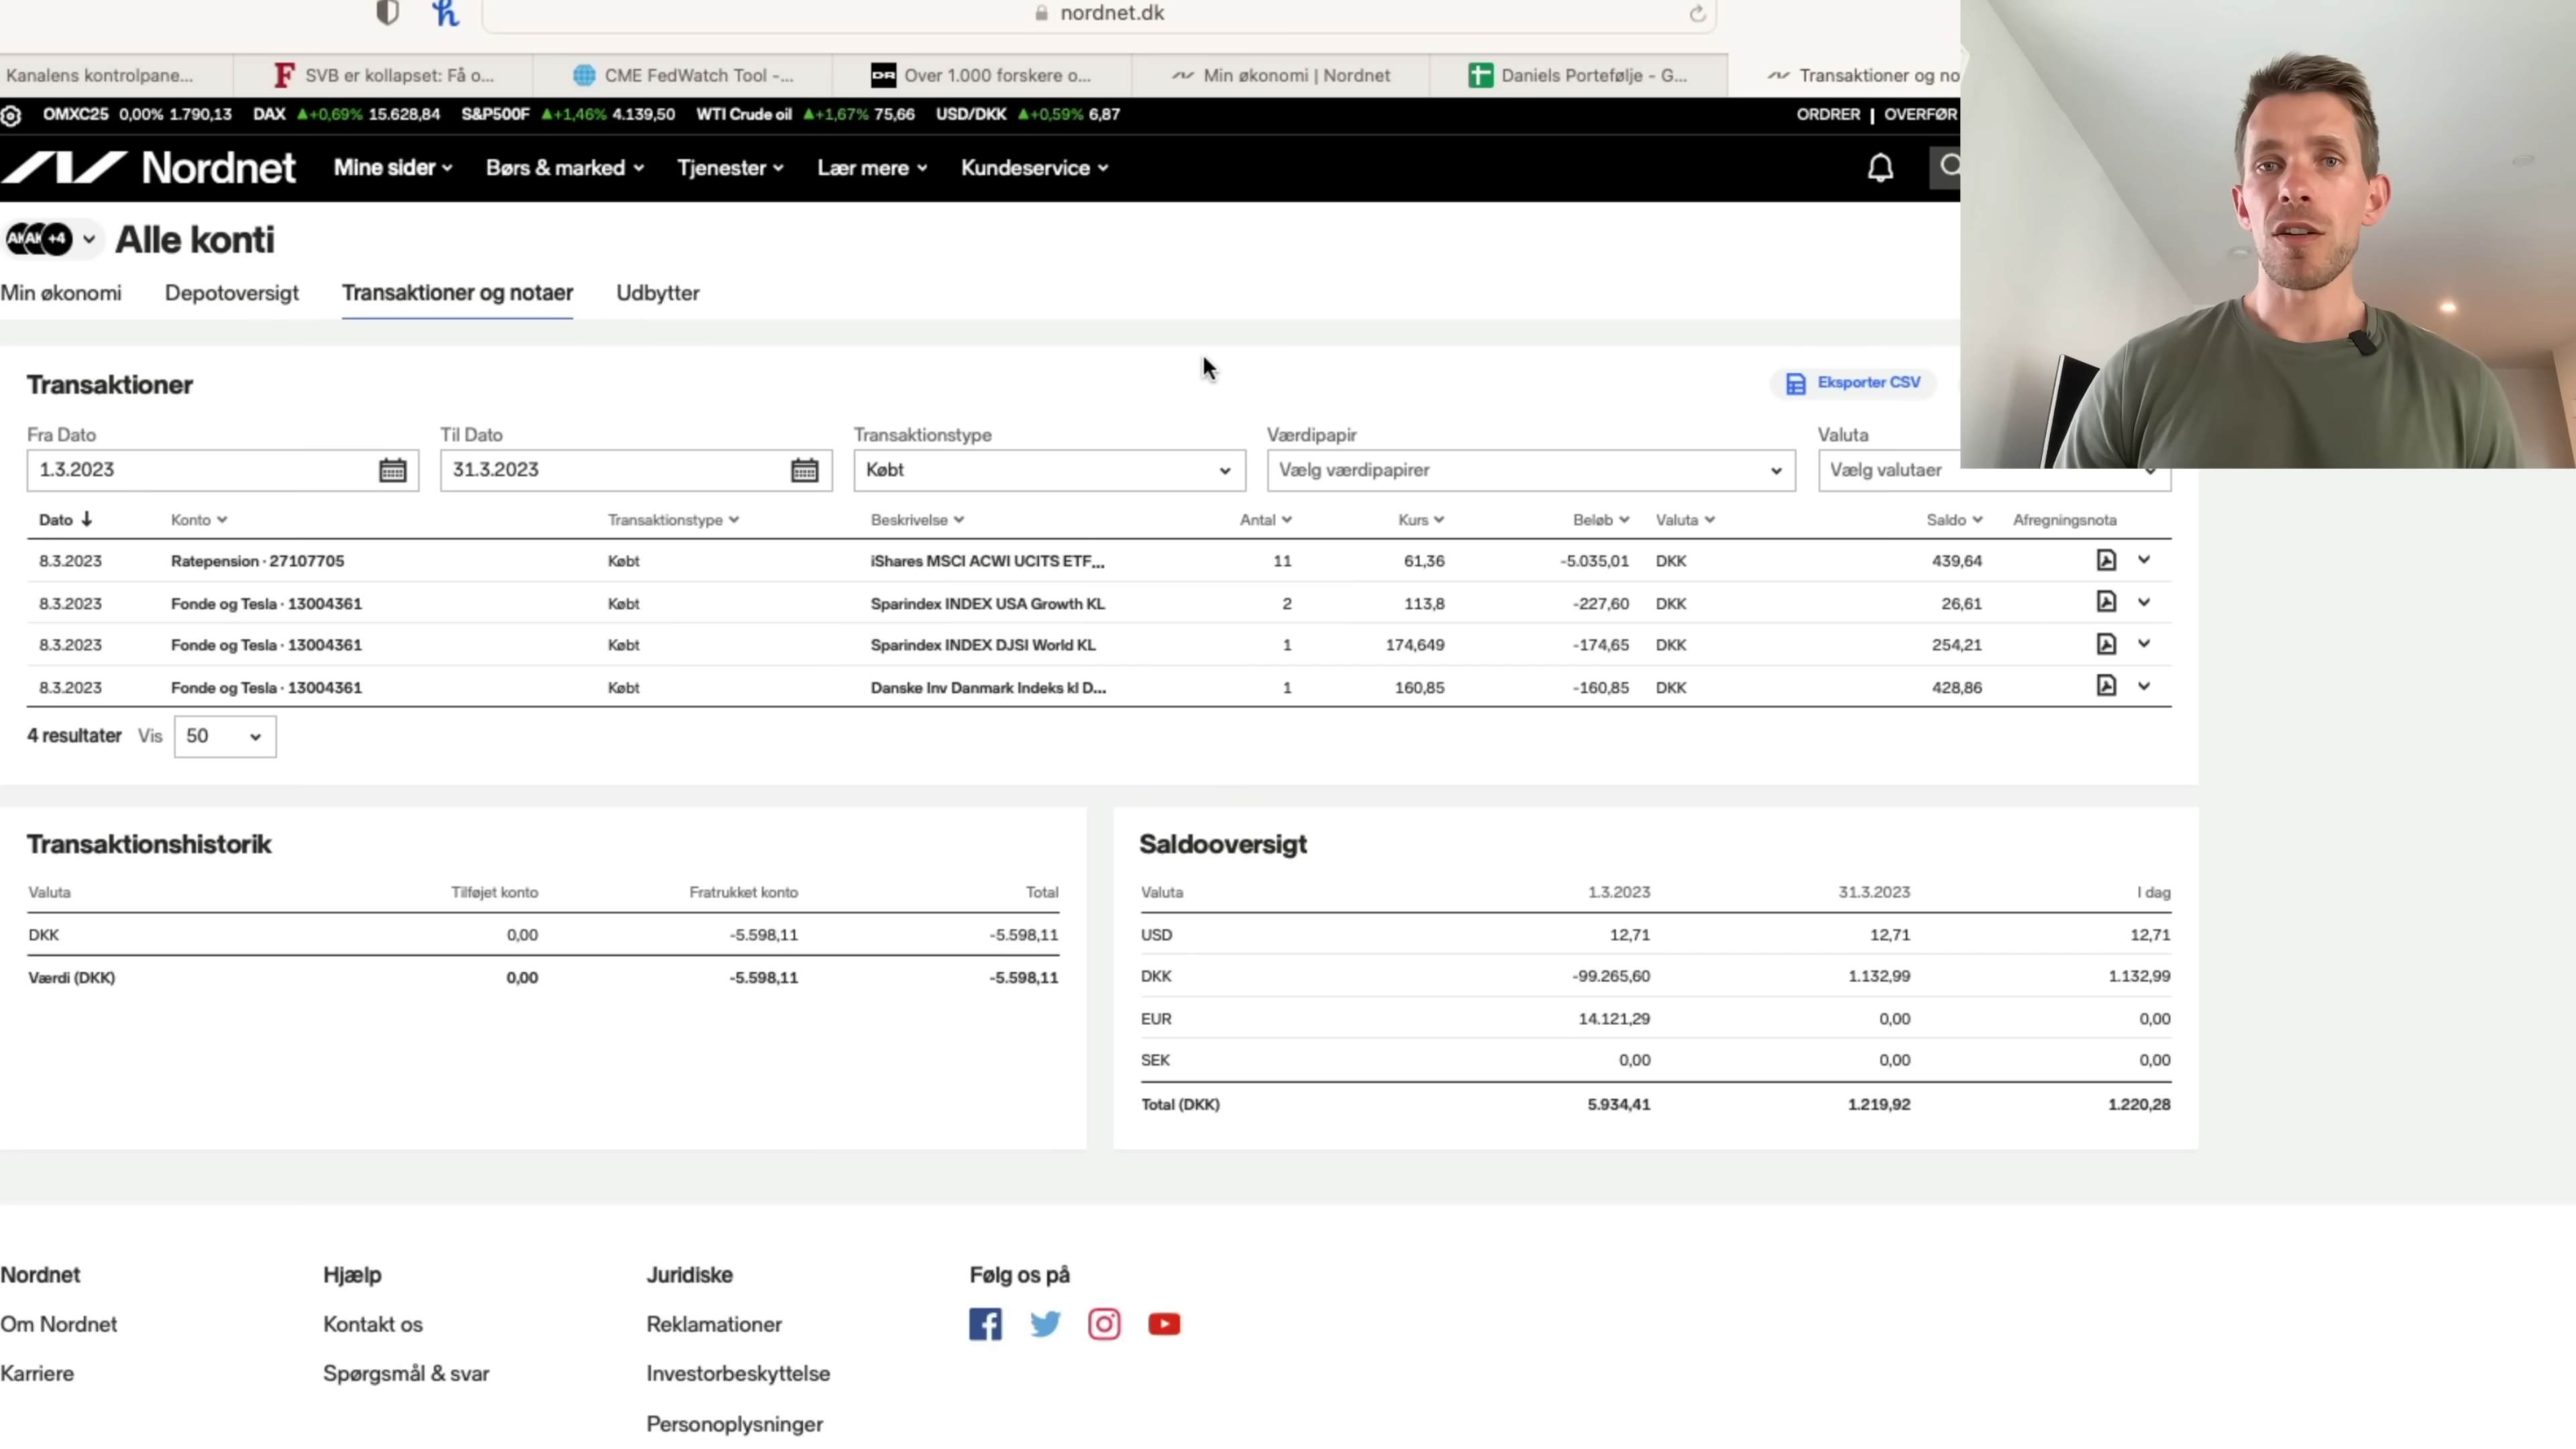 nordnet.dk
Kanalens kontrolpane... SVB er kollapset: Få o... CME FedWatch Tool -... DR Over 1.000 forskere o... Min økonomi | Nordnet Daniels Portefølje - G... Transaktioner og no
OMXC25 0,00% 1.790,13 DAX +0,69% 15.628,84 S&P500F +1,46% 4.139,50 WTI Crude oil +1,67% 75,66 USD/DKK +0,59% 6,87 ORDRER | OVERFØR
Nordnet Mine sider Børs & marked Tjenester Lær mere Kundeservice
+4 Alle konti
Min økonomi Depotoversigt Transaktioner og notaer Udbytter
Transaktioner Eksporter CSV
Fra Dato Til Dato Transaktionstype Værdipapir Valuta
1.3.2023 31.3.2023 Købt Vælg værdipapirer Vælg valutaer
Dato Konto Transaktionstype Beskrivelse Antal Kurs Beløb Valuta Saldo Afregningsnota
8.3.2023 Ratepension · 27107705 Købt iShares MSCI ACWI UCITS ETF... 11 61,36 -5.035,01 DKK 439,64
8.3.2023 Fonde og Tesla · 13004361 Købt Sparindex INDEX USA Growth KL 2 113,8 -227,60 DKK 26,61
8.3.2023 Fonde og Tesla · 13004361 Købt Sparindex INDEX DJSI World KL 1 174,649 -174,65 DKK 254,21
8.3.2023 Fonde og Tesla · 13004361 Købt Danske Inv Danmark Indeks kl D... 1 160,85 -160,85 DKK 428,86
4 resultater Vis 50
Transaktionshistorik
Valuta Tilføjet konto Fratrukket konto Total
DKK 0,00 -5.598,11 -5.598,11
Værdi (DKK) 0,00 -5.598,11 -5.598,11
Saldooversigt
Valuta 1.3.2023 31.3.2023 I dag
USD 12,71 12,71 12,71
DKK -99.265,60 1.132,99 1.132,99
EUR 14.121,29 0,00 0,00
SEK 0,00 0,00 0,00
Total (DKK) 5.934,41 1.219,92 1.220,28
Nordnet Hjælp Juridiske Følg os på
Om Nordnet Kontakt os Reklamationer
Karriere Spørgsmål & svar Investorbeskyttelse
Personoplysninger